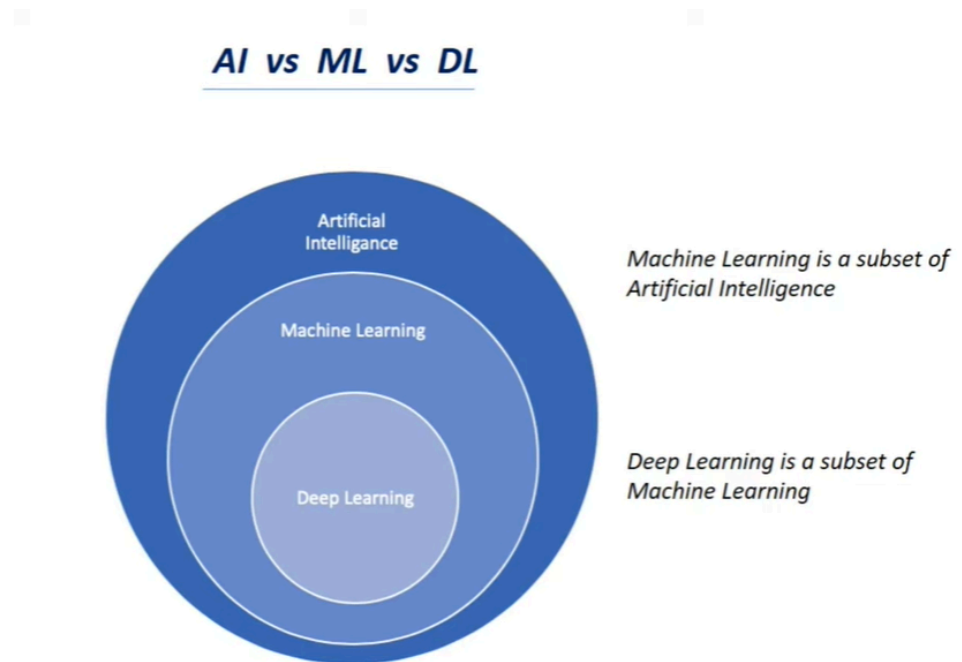 AI vs ML vs DL
Artificial
Intelligance
Machine Learning
Deep Learning
Machine Learning is a subset of
Artificial Intelligence
Deep Learning is a subset of
Machine Learning